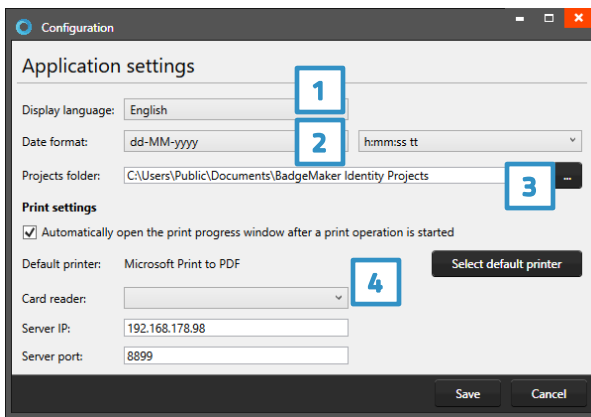 Configuration
Application settings
1
Display language: English
2
Date format: dd-MM-yyyy h:mm:ss tt
Projects folder: C:\Users\Public\Documents\BadgeMaker Identity Projects ...
3
Print settings
Automatically open the print progress window after a print operation is started
Default printer: Microsoft Print to PDF Select default printer
4
Card reader:
Server IP: 192.168.178.98
Server port: 8899
Save Cancel